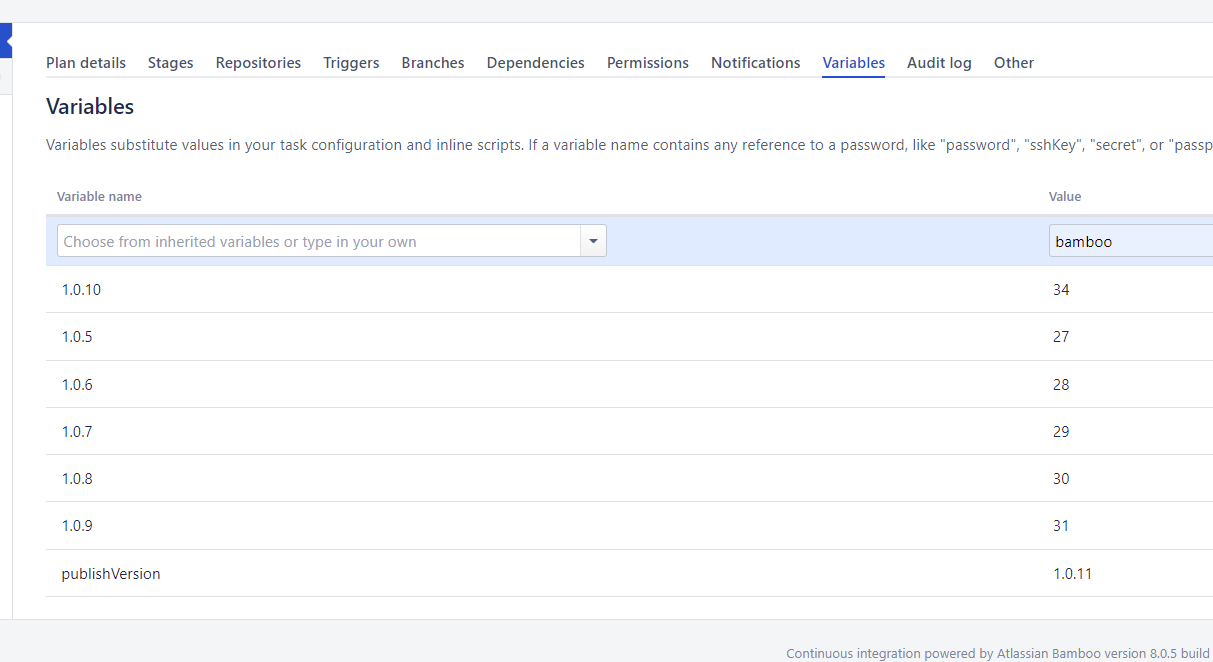 Plan details Stages Repositories Triggers Branches Dependencies Permissions Notifications Variables Audit log Other
Variables
Variables substitute values in your task configuration and inline scripts. If a variable name contains any reference to a password, like "password", "sshKey", "secret", or "passp
Variable name Value
Choose from inherited variables or type in your own bamboo
1.0.10 34
1.0.5 27
1.0.6 28
1.0.7 29
1.0.8 30
1.0.9 31
publishVersion 1.0.11
Continuous integration powered by Atlassian Bamboo version 8.0.5 build